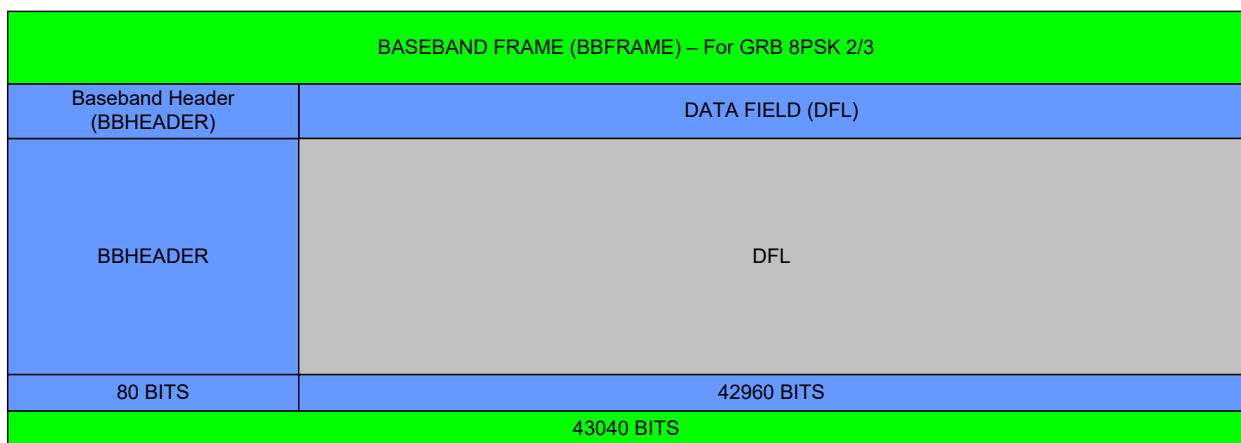 BASEBAND FRAME (BBFRAME) – For GRB 8PSK 2/3
Baseband Header
(BBHEADER)
DATA FIELD (DFL)
BBHEADER
DFL
80 BITS
42960 BITS
43040 BITS